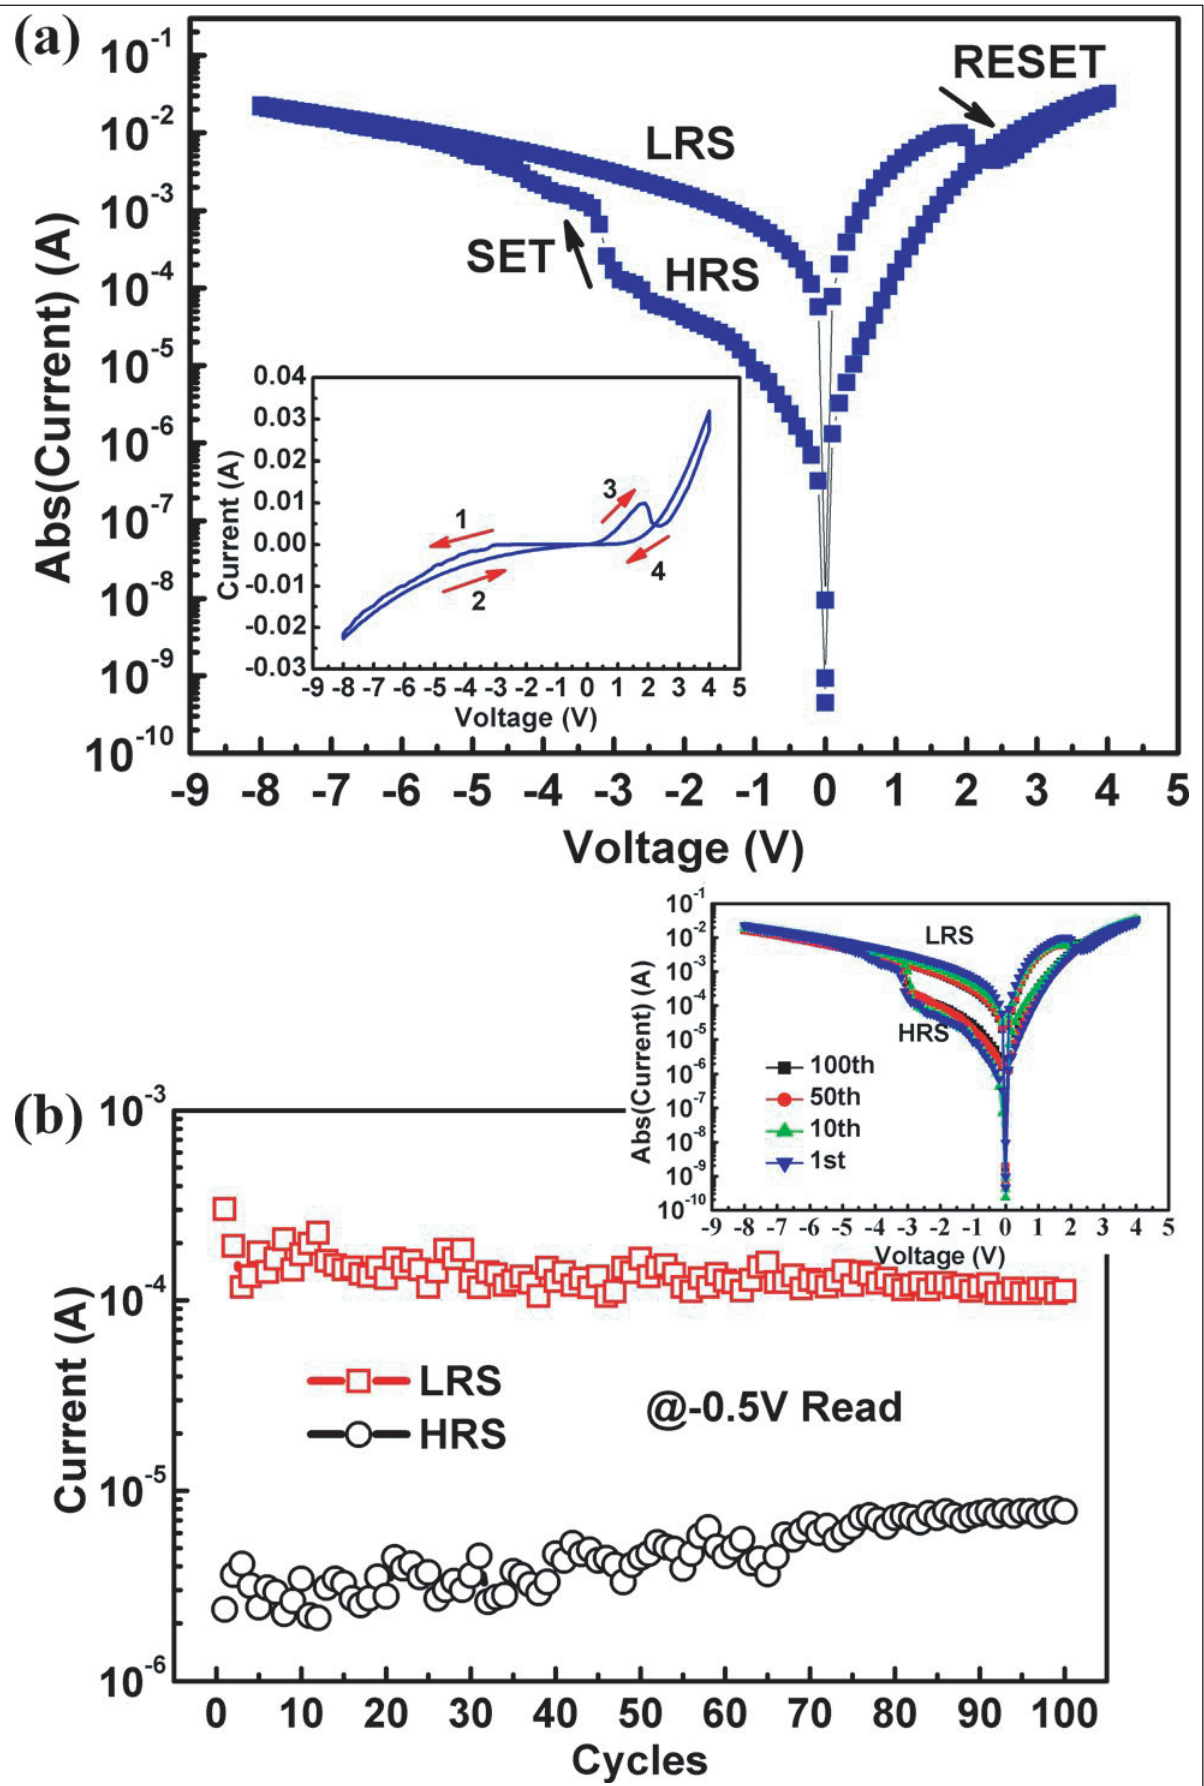 (a)
10-1
10-2
10-3
10-4
10-5
10-6
10-7
10-8
10-9
10-10
Abs(Current) (A)
RESET
LRS
SET
HRS
0.04
0.03
0.02
0.01
0.00
-0.01
-0.02
-0.03
Current (A)
1
2
3
4
-9 -8 -7 -6 -5 -4 -3 -2 -1 0 1 2 3 4 5
Voltage (V)
-9 -8 -7 -6 -5 -4 -3 -2 -1 0 1 2 3 4 5
Voltage (V)
10-1
10-2
10-3
10-4
10-5
10-6
10-7
10-8
10-9
10-10
Abs(Current) (A)
LRS
HRS
100th
50th
10th
1st
-9 -8 -7 -6 -5 -4 -3 -2 -1 0 1 2 3 4 5
Voltage (V)
(b)
10-3
10-4
10-5
10-6
Current (A)
LRS
HRS
@-0.5V Read
0 10 20 30 40 50 60 70 80 90 100
Cycles